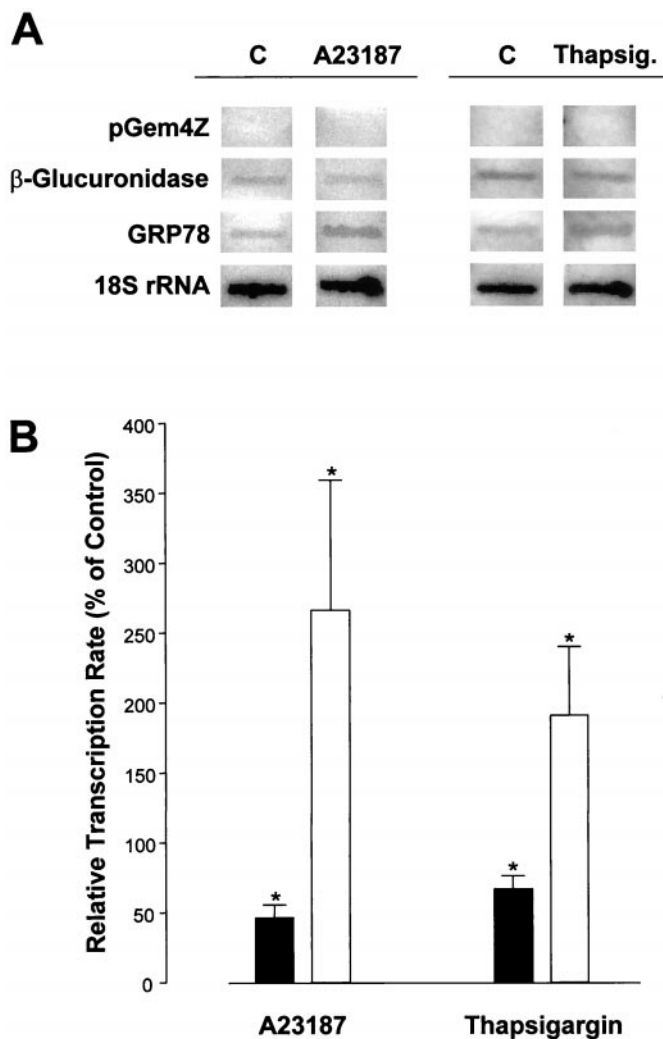 A
C A23187 C Thapsig.
pGem4Z
β-Glucuronidase
GRP78
18S rRNA
B
Relative Transcription Rate (% of Control)
400
350
300
250
200
150
100
50
0
* * * *
A23187 Thapsigargin